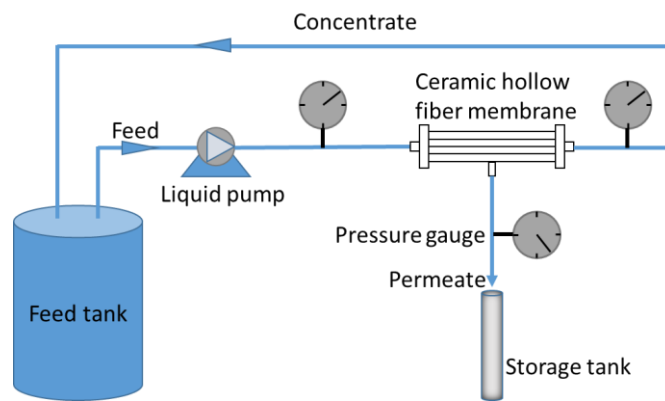 Concentrate
Ceramic hollow
fiber membrane
Feed
Liquid pump
Pressure gauge
Permeate
Feed tank
Storage tank